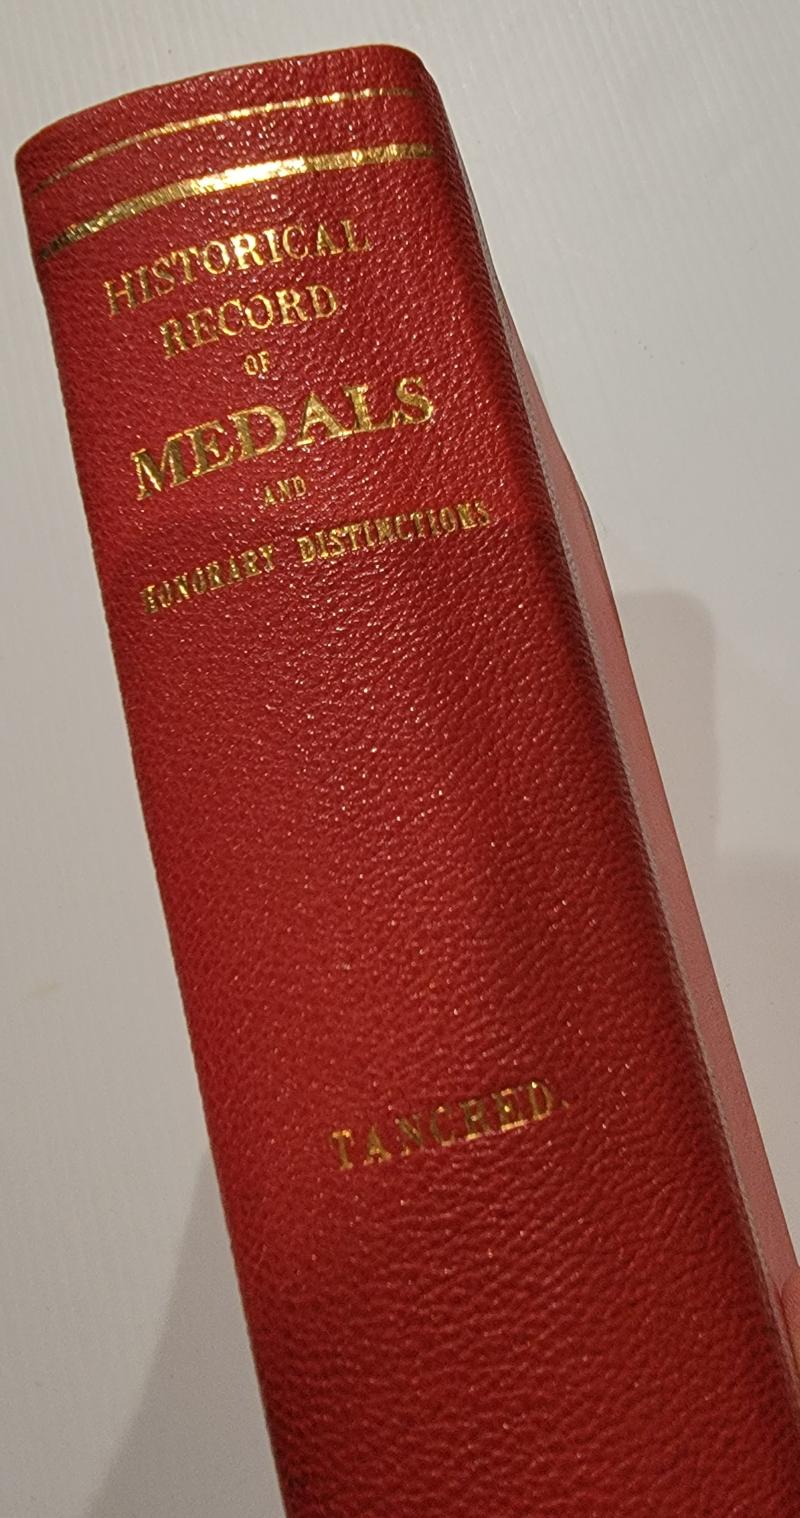 HISTORICAL
RECORD
OF
MEDALS
AND
HONORARY DISTINCTIONS
TANCRED.